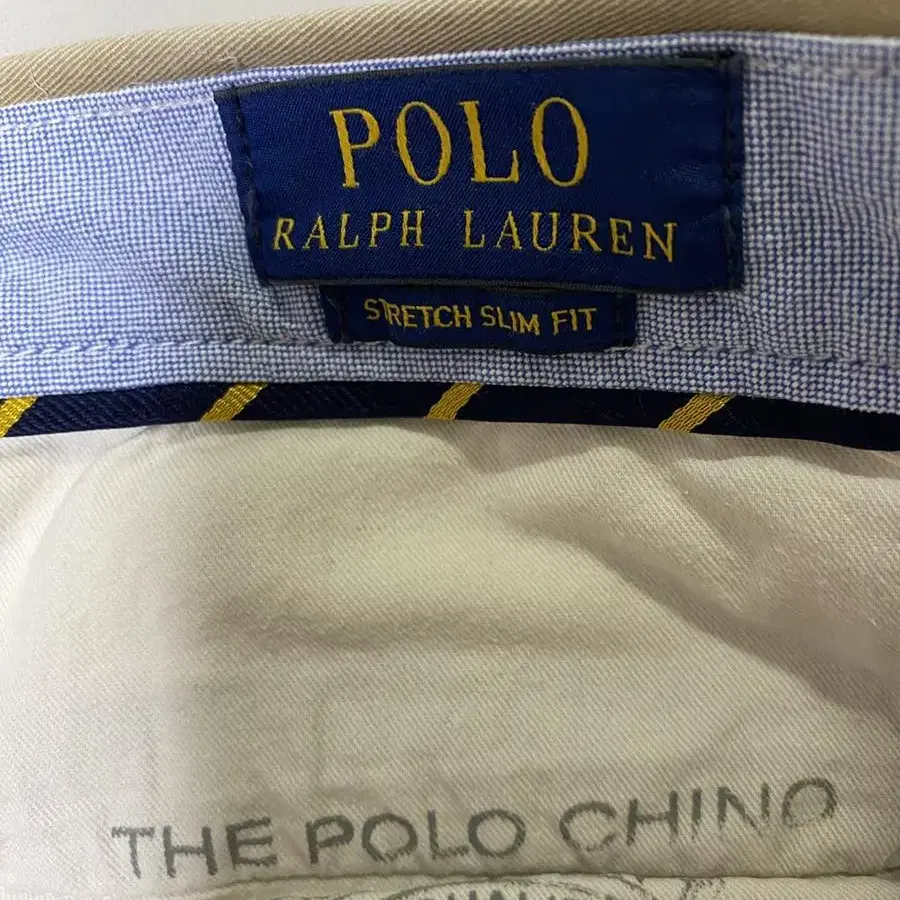 POLO
RALPH LAUREN
STRETCH SLIM FIT
THE POLO CHINO